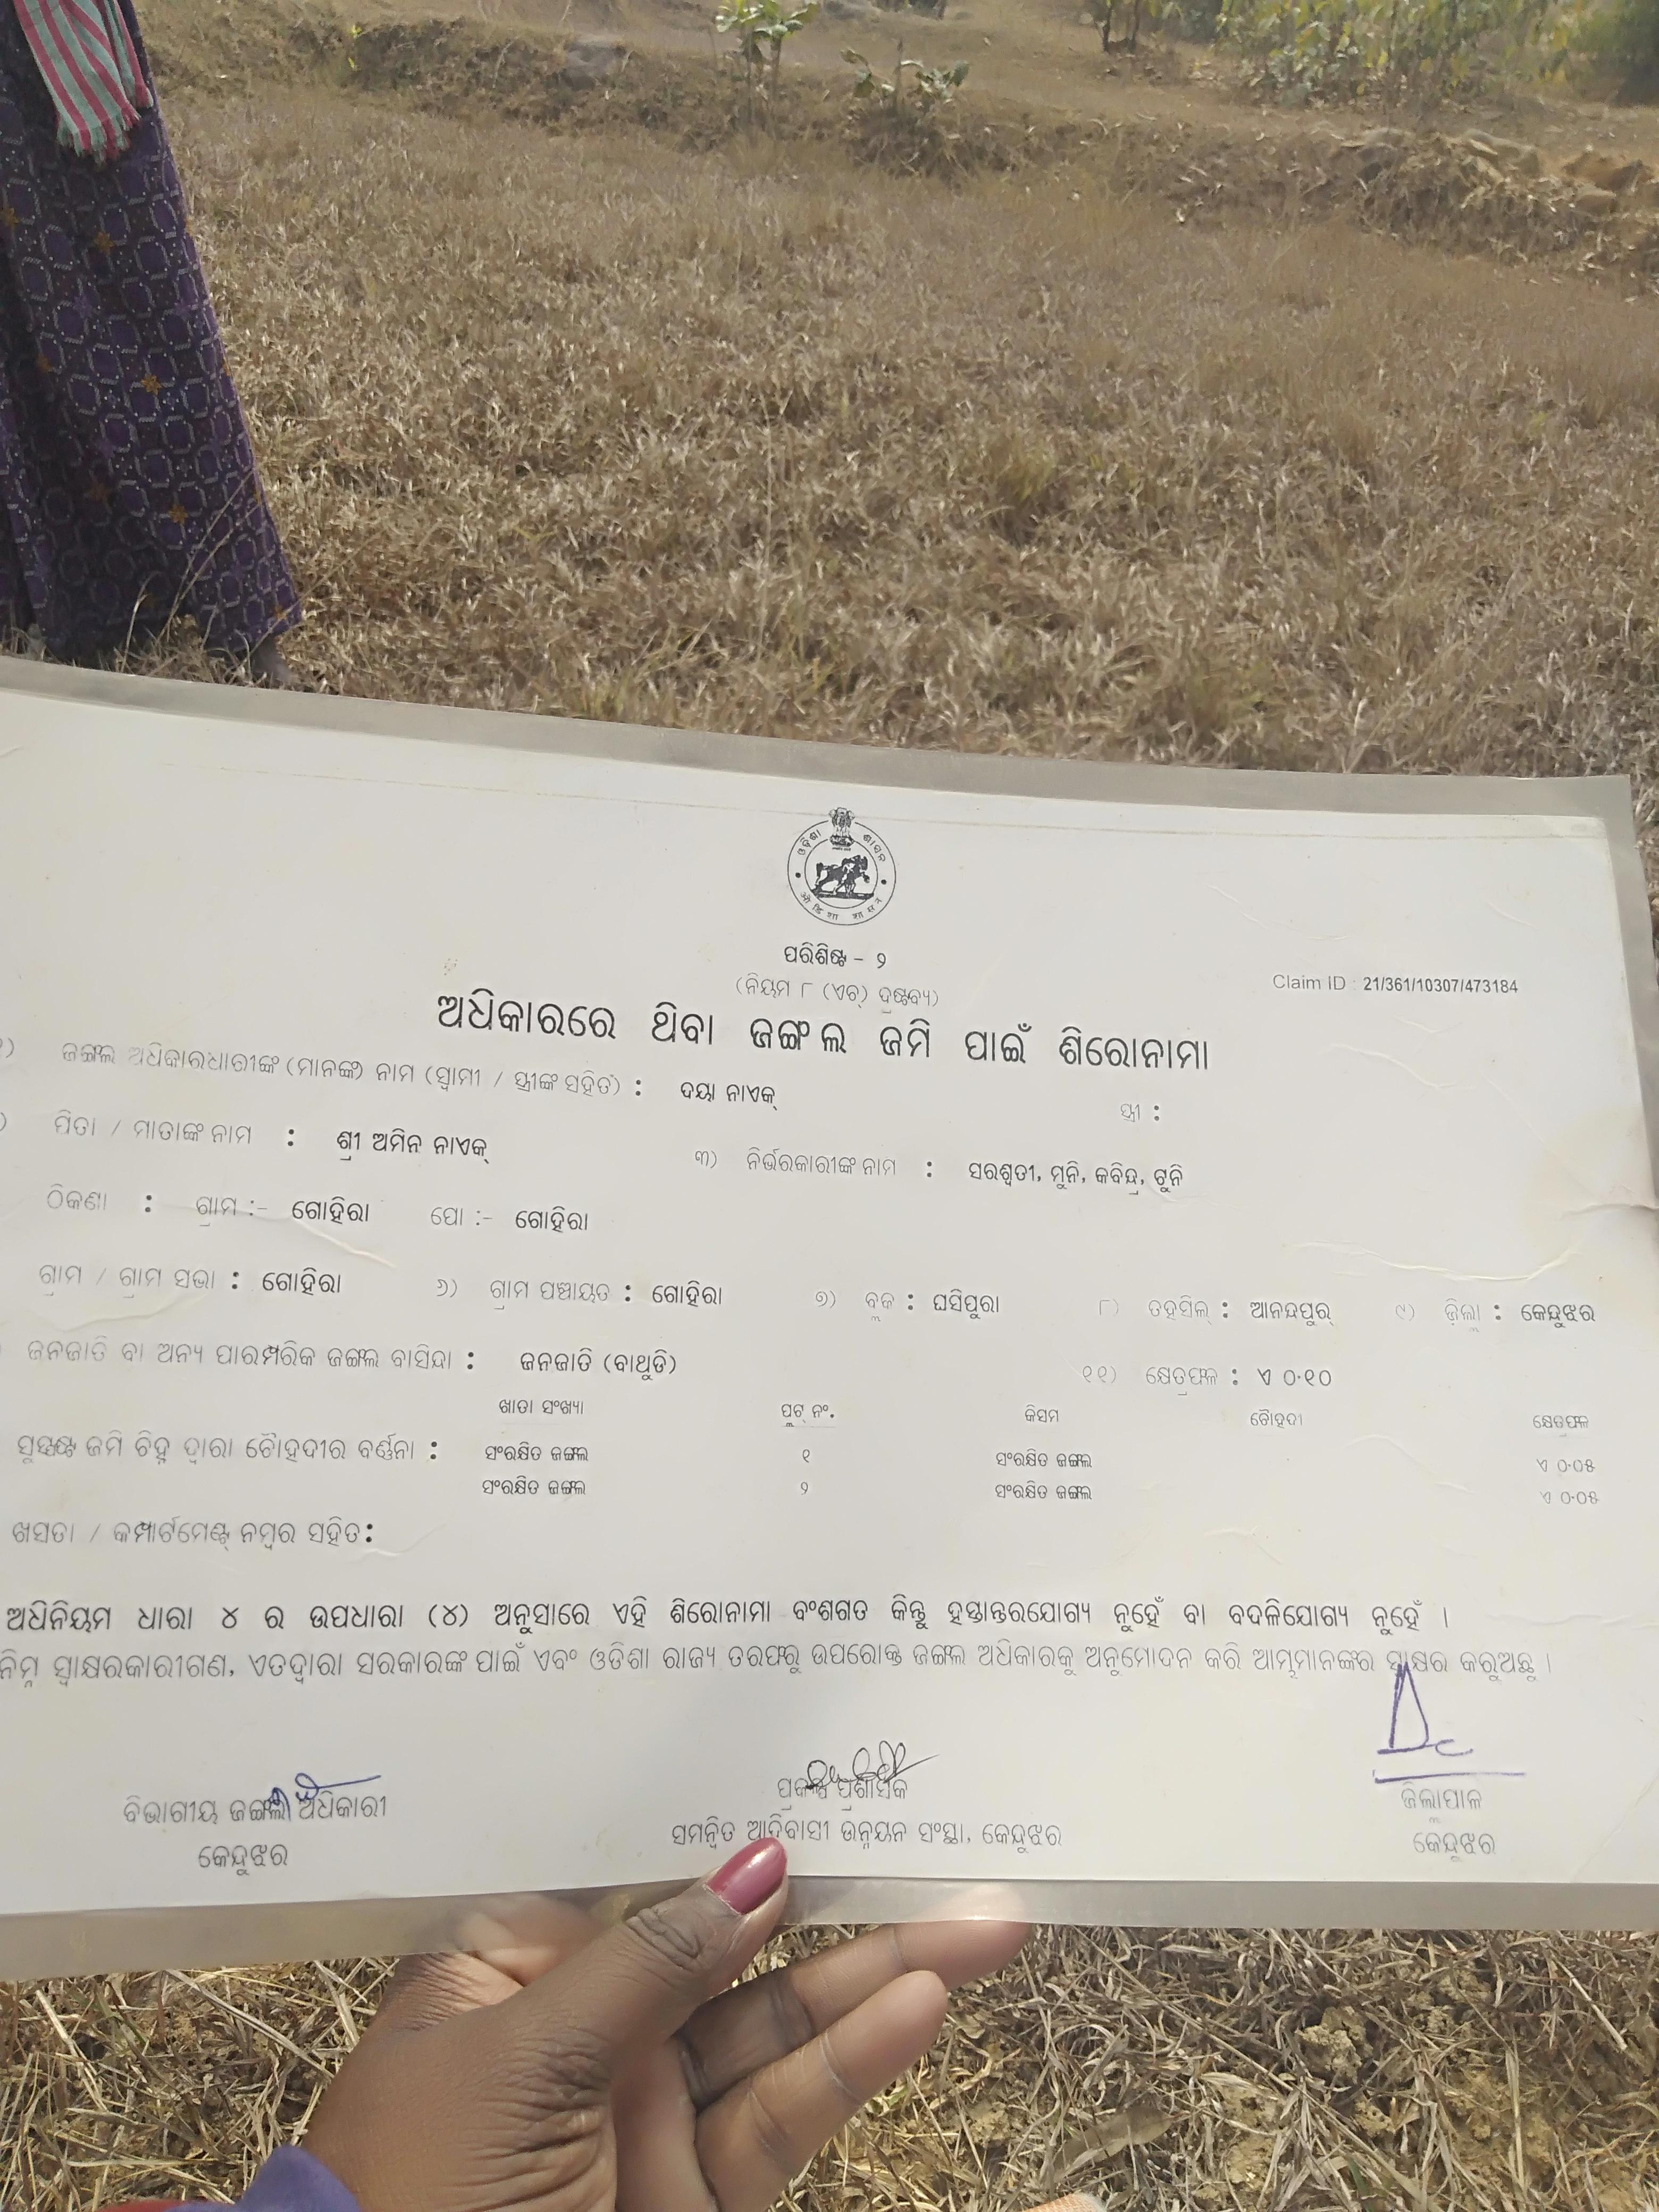 ଓଡ଼ିଶା ଶାସନ
ओडिशा शासन
ପରିଶିଷ୍ଟ - ୨
(ନିୟମ ୮ (ଏଚ୍) ଦ୍ରଷ୍ଟବ୍ୟ)
Claim ID : 21/361/10307/473184
ଅଧିକାରରେ ଥିବା ଜଙ୍ଗଲ ଜମି ପାଇଁ ଶିରୋନାମା
୧) ଜଙ୍ଗଲ ଅଧିକାରଧାରୀଙ୍କ (ମାନଙ୍କ) ନାମ (ସ୍ୱାମୀ / ସ୍ତ୍ରୀଙ୍କ ସହିତ) : ଦୟା ନାଏକ୍ ସ୍ତ୍ରୀ :
) ପିତା / ମାତାଙ୍କ ନାମ : ଶ୍ରୀ ଅମିନ ନାଏକ୍ ୩) ନିର୍ଭରକାରୀଙ୍କ ନାମ : ସରଶ୍ୱତୀ, ମୁନି, କବିନ୍ଦ୍ର, ଟୁନି
ଠିକଣା : ଗ୍ରାମ :- ଗୋହିରା ପୋ :- ଗୋହିରା
ଗ୍ରାମ / ଗ୍ରାମ ସଭା : ଗୋହିରା ୬) ଗ୍ରାମ ପଞ୍ଚାୟତ : ଗୋହିରା ୭) ବ୍ଲକ : ଘସିପୁରା ୮) ତହସିଲ୍ : ଆନନ୍ଦପୁର୍ ୯) ଜ଼ିଲ୍ଲା : କେନ୍ଦୁଝର
ଜନଜାତି ବା ଅନ୍ୟ ପାରମ୍ପରିକ ଜଙ୍ଗଲ ବାସିନ୍ଦା : ଜନଜାତି (ବାଥୁଡି) ୧୧) କ୍ଷେତ୍ରଫଳ : ଏ ୦.୧୦
ଖାତା ସଂଖ୍ୟା ପ୍ଲଟ୍ ନଂ. କିସମ ଚୌହଦୀ କ୍ଷେତ୍ରଫଳ
ସୁସ୍ପଷ୍ଟ ଜମି ଚିହ୍ନ ଦ୍ୱାରା ଚୌହଦୀର ବର୍ଣ୍ଣନା : ସଂରକ୍ଷିତ ଜଙ୍ଗଲ ୧ ସଂରକ୍ଷିତ ଜଙ୍ଗଲ ଏ ୦.୦୫
ସଂରକ୍ଷିତ ଜଙ୍ଗଲ ୨ ସଂରକ୍ଷିତ ଜଙ୍ଗଲ ଏ ୦.୦୫
ଖସଡା / କମ୍ପାର୍ଟମେଣ୍ଟ୍ ନମ୍ବର ସହିତ:
ଅଧିନିୟମ ଧାରା ୪ ର ଉପଧାରା (୪) ଅନୁସାରେ ଏହି ଶିରୋନାମା ବଂଶଗତ କିନ୍ତୁ ହସ୍ତାନ୍ତରଯୋଗ୍ୟ ନୁହେଁ ବା ବଦଳିଯୋଗ୍ୟ ନୁହେଁ ।
ନିମ୍ନ ସ୍ୱାକ୍ଷରକାରୀଗଣ, ଏତଦ୍ୱାରା ସରକାରଙ୍କ ପାଇଁ ଏବଂ ଓଡିଶା ରାଜ୍ୟ ତରଫରୁ ଉପରୋକ୍ତ ଜଙ୍ଗଲ ଅଧିକାରକୁ ଅନୁମୋଦନ କରି ଆମ୍ଭମାନଙ୍କର ସ୍ୱାକ୍ଷର କରୁଅଛୁ ।
ବିଭାଗୀୟ ଜଙ୍ଗଲ ଅଧିକାରୀ
କେନ୍ଦୁଝର
ପ୍ରକଳ୍ପ ପ୍ରଶାସକ
ସମନ୍ୱିତ ଆଦିବାସୀ ଉନ୍ନୟନ ସଂସ୍ଥା, କେନ୍ଦୁଝର
ଜିଲ୍ଲାପାଳ
କେନ୍ଦୁଝର